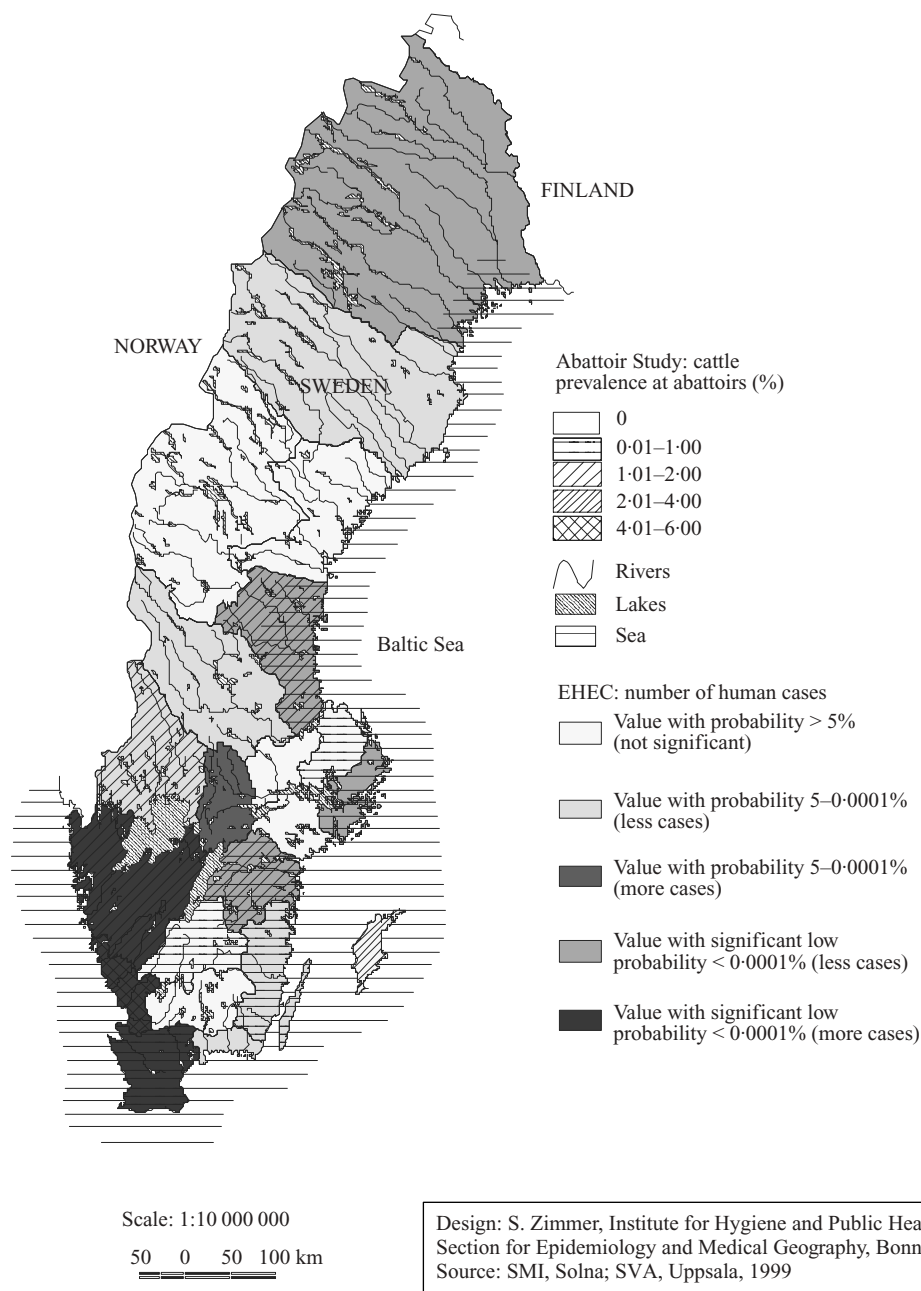 FINLAND
NORWAY
SWEDEN
Baltic Sea
Abattoir Study: cattle
prevalence at abattoirs (%)
0
0·01–1·00
1·01–2·00
2·01–4·00
4·01–6·00
Rivers
Lakes
Sea
EHEC: number of human cases
Value with probability > 5%
(not significant)
Value with probability 5–0·0001%
(less cases)
Value with probability 5–0·0001%
(more cases)
Value with significant low
probability < 0·0001% (less cases)
Value with significant low
probability < 0·0001% (more cases)
Scale: 1:10 000 000
50 0 50 100 km
Design: S. Zimmer, Institute for Hygiene and Public Hea
Section for Epidemiology and Medical Geography, Bonn
Source: SMI, Solna; SVA, Uppsala, 1999